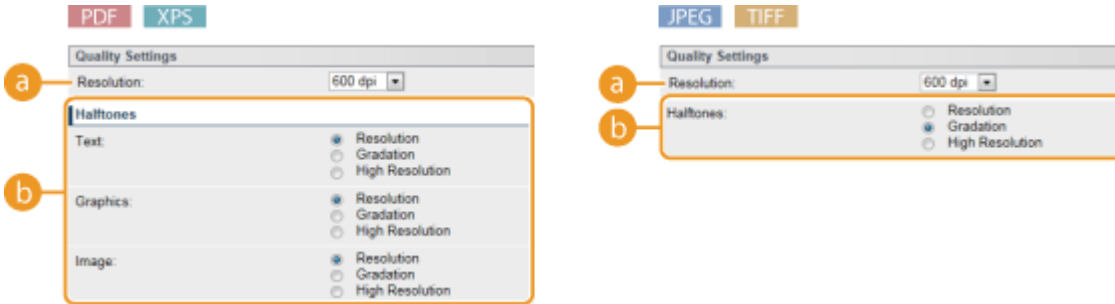 PDF XPS
Quality Settings
a Resolution: 600 dpi
b
Halftones
Text: Resolution
Gradation
High Resolution
Graphics: Resolution
Gradation
High Resolution
Image: Resolution
Gradation
High Resolution
JPEG TIFF
Quality Settings
a Resolution: 600 dpi
b Halftones: Resolution
Gradation
High Resolution